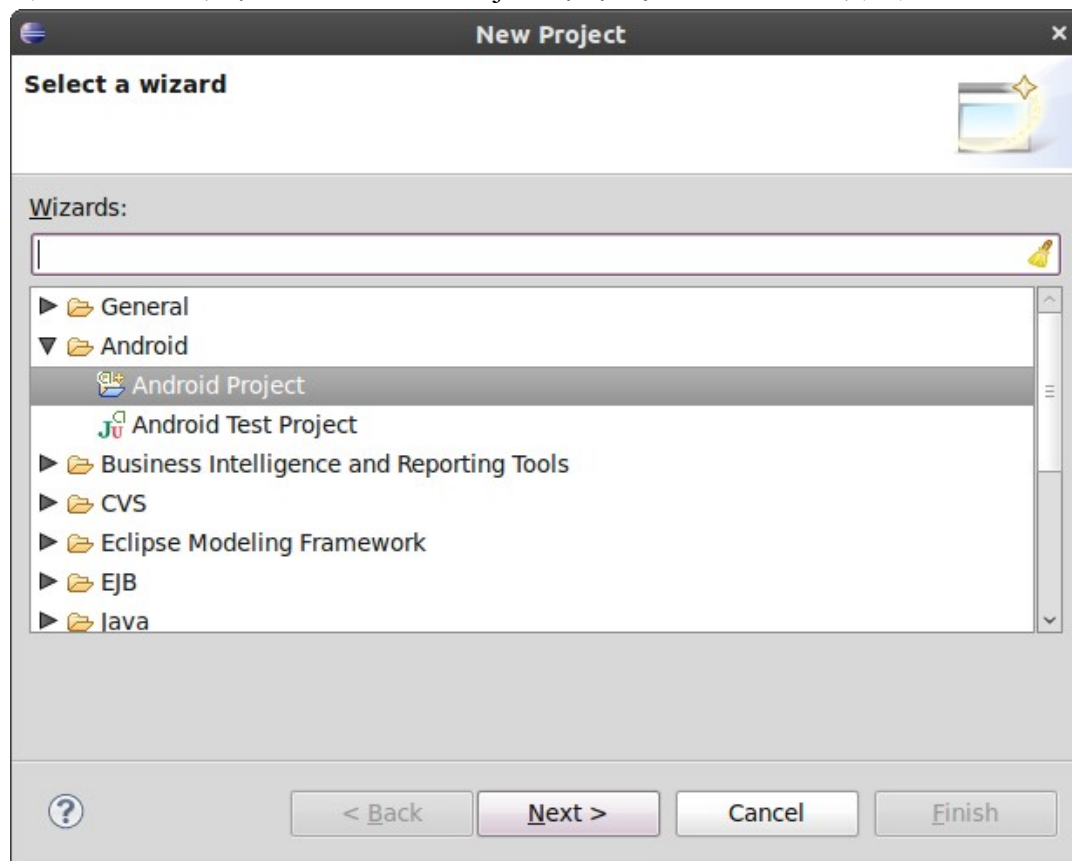 New Project
Select a wizard
Wizards:
General
Android
Android Project
Android Test Project
Business Intelligence and Reporting Tools
CVS
Eclipse Modeling Framework
EJB
Java
< Back
Next >
Cancel
Finish